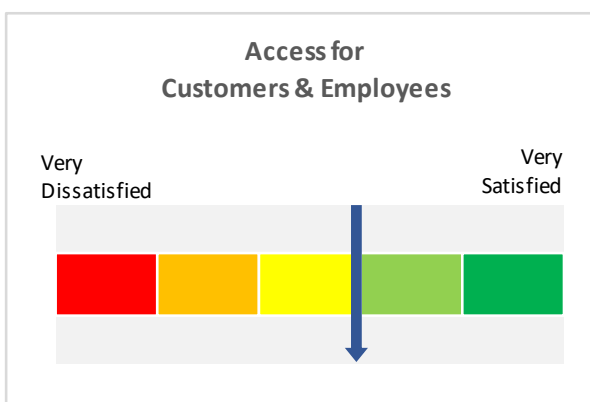 Access for
Customers & Employees
Very
Dissatisfied
Very
Satisfied